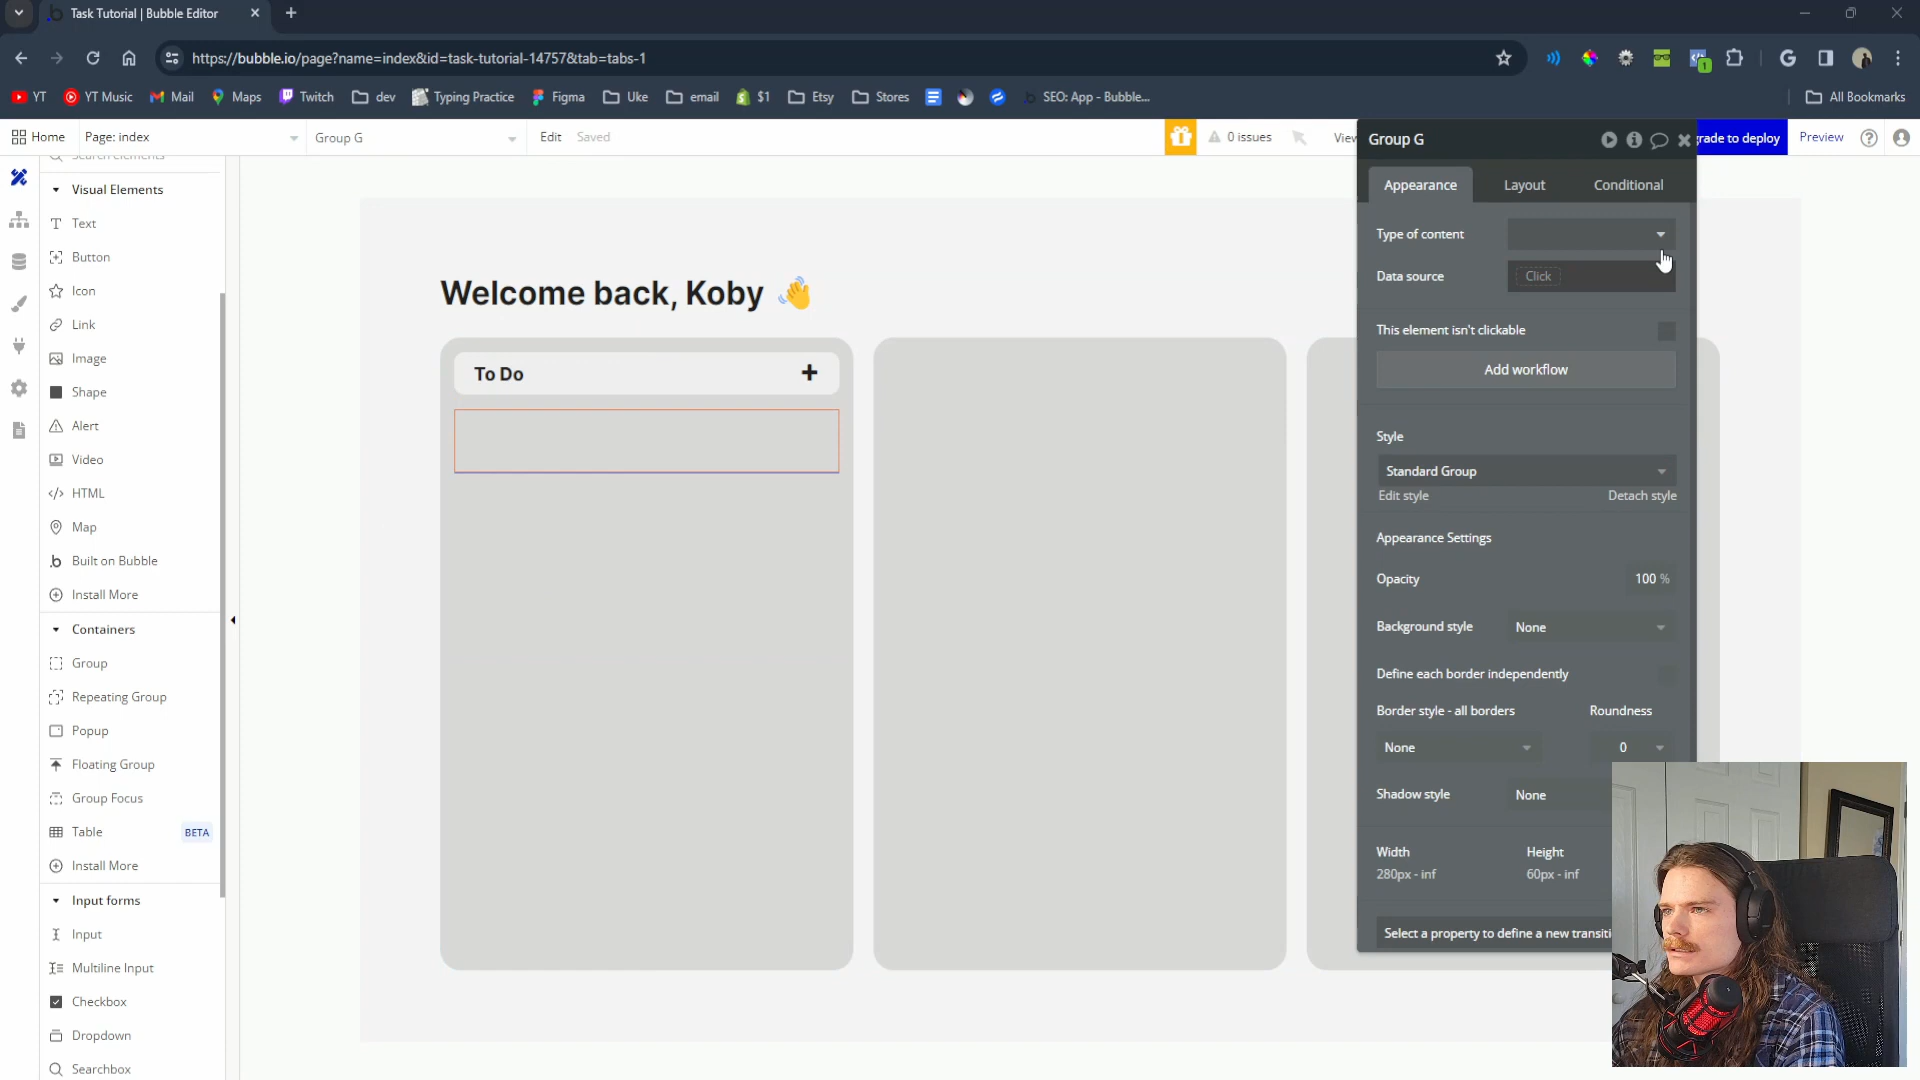 Task Tutorial | Bubble Editor
https://bubble.io/page?name=index&id=task-tutorial-14757&tab=tabs-1
YT
YT Music
Mail
Maps
Twitch
dev
Typing Practice
Figma
Uke
email
$1
Etsy
Stores
SEO: App - Bubble...
All Bookmarks
Home
Page: index
Group G
Edit
Saved
0 issues
View
grade to deploy
Preview
Search elements
Visual Elements
Text
Button
Icon
Link
Image
Shape
Alert
Video
HTML
Map
Built on Bubble
Install More
Containers
Group
Repeating Group
Popup
Floating Group
Group Focus
Table
BETA
Install More
Input forms
Input
Multiline Input
Checkbox
Dropdown
Searchbox
Welcome back, Koby 👋
To Do +
Group G
Appearance
Layout
Conditional
Type of content
Data source
Click
This element isn't clickable
Add workflow
Style
Standard Group
Edit style
Detach style
Appearance Settings
Opacity
100 %
Background style
None
Define each border independently
Border style - all borders
Roundness
None
0
Shadow style
None
Width
Height
280px - inf
60px - inf
Select a property to define a new transiti